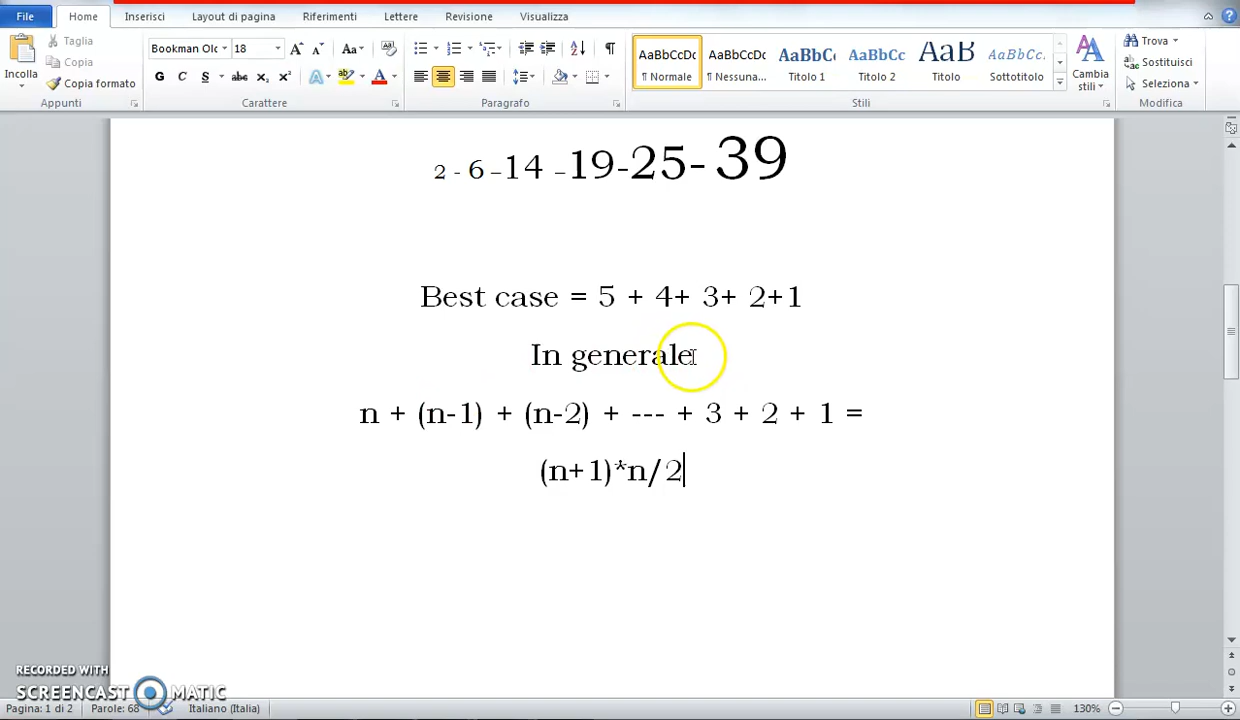 File Home Inserisci Layout di pagina Riferimenti Lettere Revisione Visualizza
Incolla
Taglia
Copia
Copia formato
Appunti
Bookman Olc 18
Carattere
Paragrafo
AaBbCcDc AaBbCcDc AaBbC AaBbCc AaB AaBbCc.
¶ Normale ¶ Nessuna... Titolo 1 Titolo 2 Titolo Sottotitolo
Stili
Cambia stili
Trova
Sostituisci
Seleziona
Modifica
2 - 6 -14 -19-25- 39
Best case = 5 + 4+ 3+ 2+1
In generale
n + (n-1) + (n-2) + --- + 3 + 2 + 1 =
(n+1)*n/2
RECORDED WITH
SCREENCAST MATIC
Pagina: 1 di 2 Parole: 68 Italiano (Italia) 130%